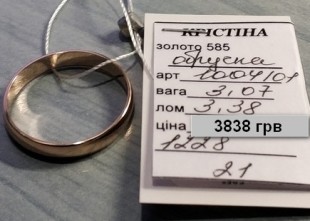 КРІСТІНА
золото 585
обручка
арт 1004101
вага 3,07
лом 3,38
ціна 3838 грв
1228
21